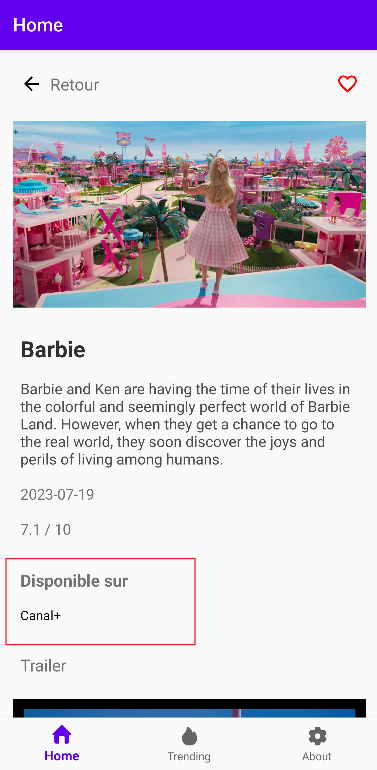 Home
Retour
Barbie
Barbie and Ken are having the time of their lives in
the colorful and seemingly perfect world of Barbie
Land. However, when they get a chance to go to
the real world, they soon discover the joys and
perils of living among humans.
2023-07-19
7.1 / 10
Disponible sur
Canal+
Trailer
Home
Trending
About